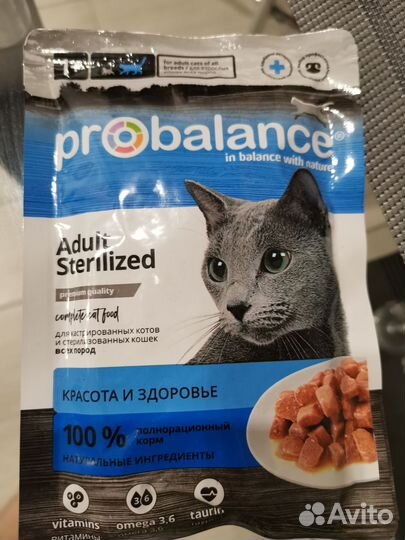 for adult cats of all
probalance®
in balance with nature
Adult
Sterilized
premium quality
complete cat food
для кастрированных котов
и стерилизованных кошек
всех пород
КРАСОТА И ЗДОРОВЬЕ
100 % полнорационный
корм
НАТУРАЛЬНЫЕ ИНГРЕДИЕНТЫ
3/6
vitamins omega 3.6 taurin
витамины
Avito